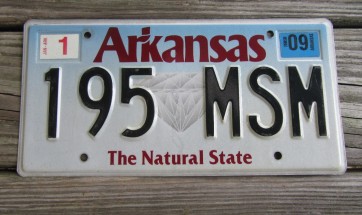 1 Arkansas 09
195 MSM
The Natural State